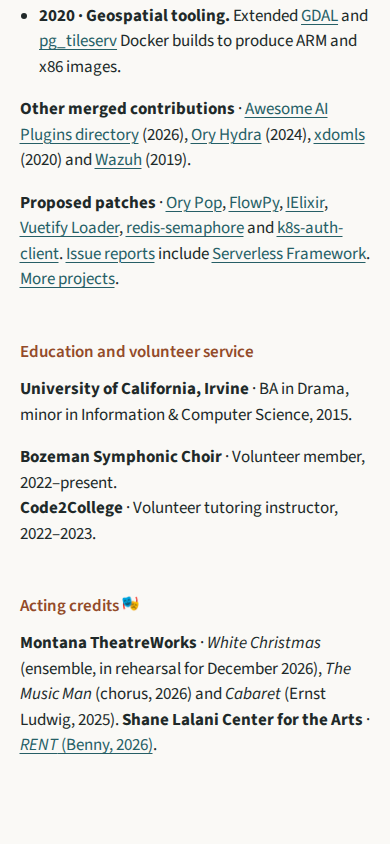 • 2020 · Geospatial tooling. Extended GDAL and
pg_tileserv Docker builds to produce ARM and
x86 images.
Other merged contributions · Awesome AI
Plugins directory (2026), Ory Hydra (2024), xdomls
(2020) and Wazuh (2019).
Proposed patches · Ory Pop, FlowPy, IElixir,
Vuetify Loader, redis-semaphore and k8s-auth-
client. Issue reports include Serverless Framework.
More projects.
Education and volunteer service
University of California, Irvine · BA in Drama,
minor in Information & Computer Science, 2015.
Bozeman Symphonic Choir · Volunteer member,
2022–present.
Code2College · Volunteer tutoring instructor,
2022–2023.
Acting credits 🎭
Montana TheatreWorks · White Christmas
(ensemble, in rehearsal for December 2026), The
Music Man (chorus, 2026) and Cabaret (Ernst
Ludwig, 2025). Shane Lalani Center for the Arts ·
RENT (Benny, 2026).